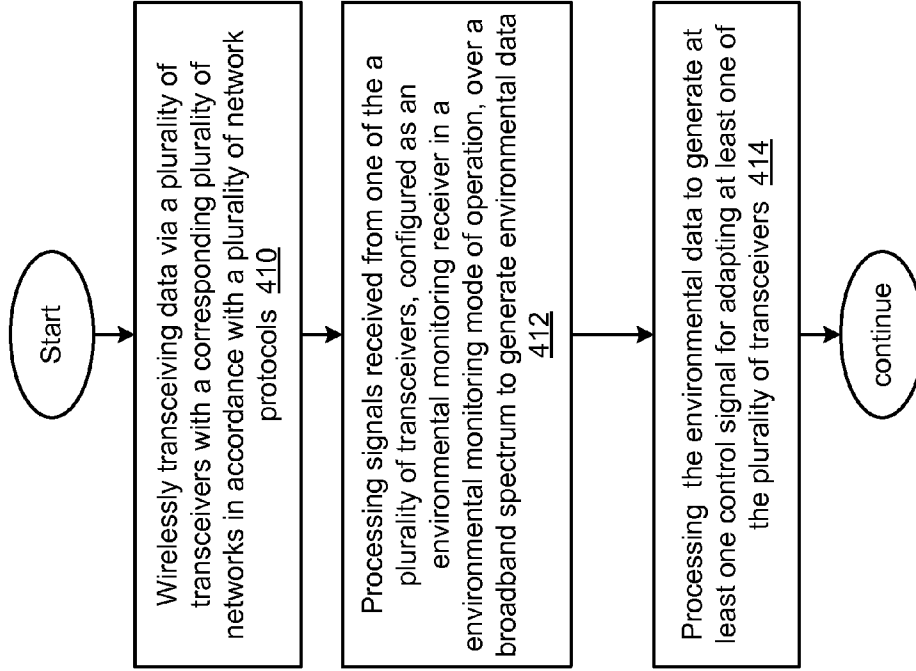 Start
Wirelessly transceiving data via a plurality of
transceivers with a corresponding plurality of
networks in accordance with a plurality of network
protocols 410
Processing signals received from one of the a
plurality of transceivers, configured as an
environmental monitoring receiver in a
environmental monitoring mode of operation, over a
broadband spectrum to generate environmental data
412
Processing the environmental data to generate at
least one control signal for adapting at least one of
the plurality of transceivers 414
continue